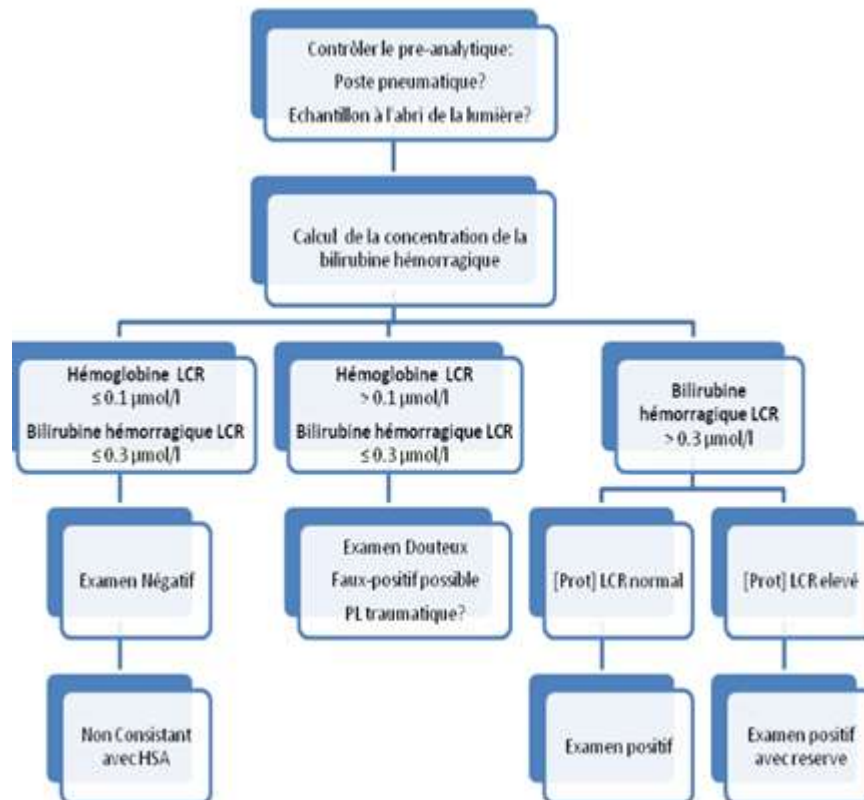 Contrôler le pre-analytique:
Poste pneumatique?
Echantillon à l'abri de la lumière?
Calcul de la concentration de la
bilirubine hémorragique
Hémoglobine LCR
≤ 0.1 µmol/l
Bilirubine hémorragique LCR
≤ 0.3 µmol/l
Hémoglobine LCR
> 0.1 µmol/l
Bilirubine hémorragique LCR
≤ 0.3 µmol/l
Bilirubine
hémorragique LCR
> 0.3 µmol/l
Examen Négatif
Examen Douteux
Faux-positif possible
PL traumatique?
[Prot] LCR normal
[Prot] LCR elevé
Non Consistant
avec HSA
Examen positif
Examen positif
avec reserve